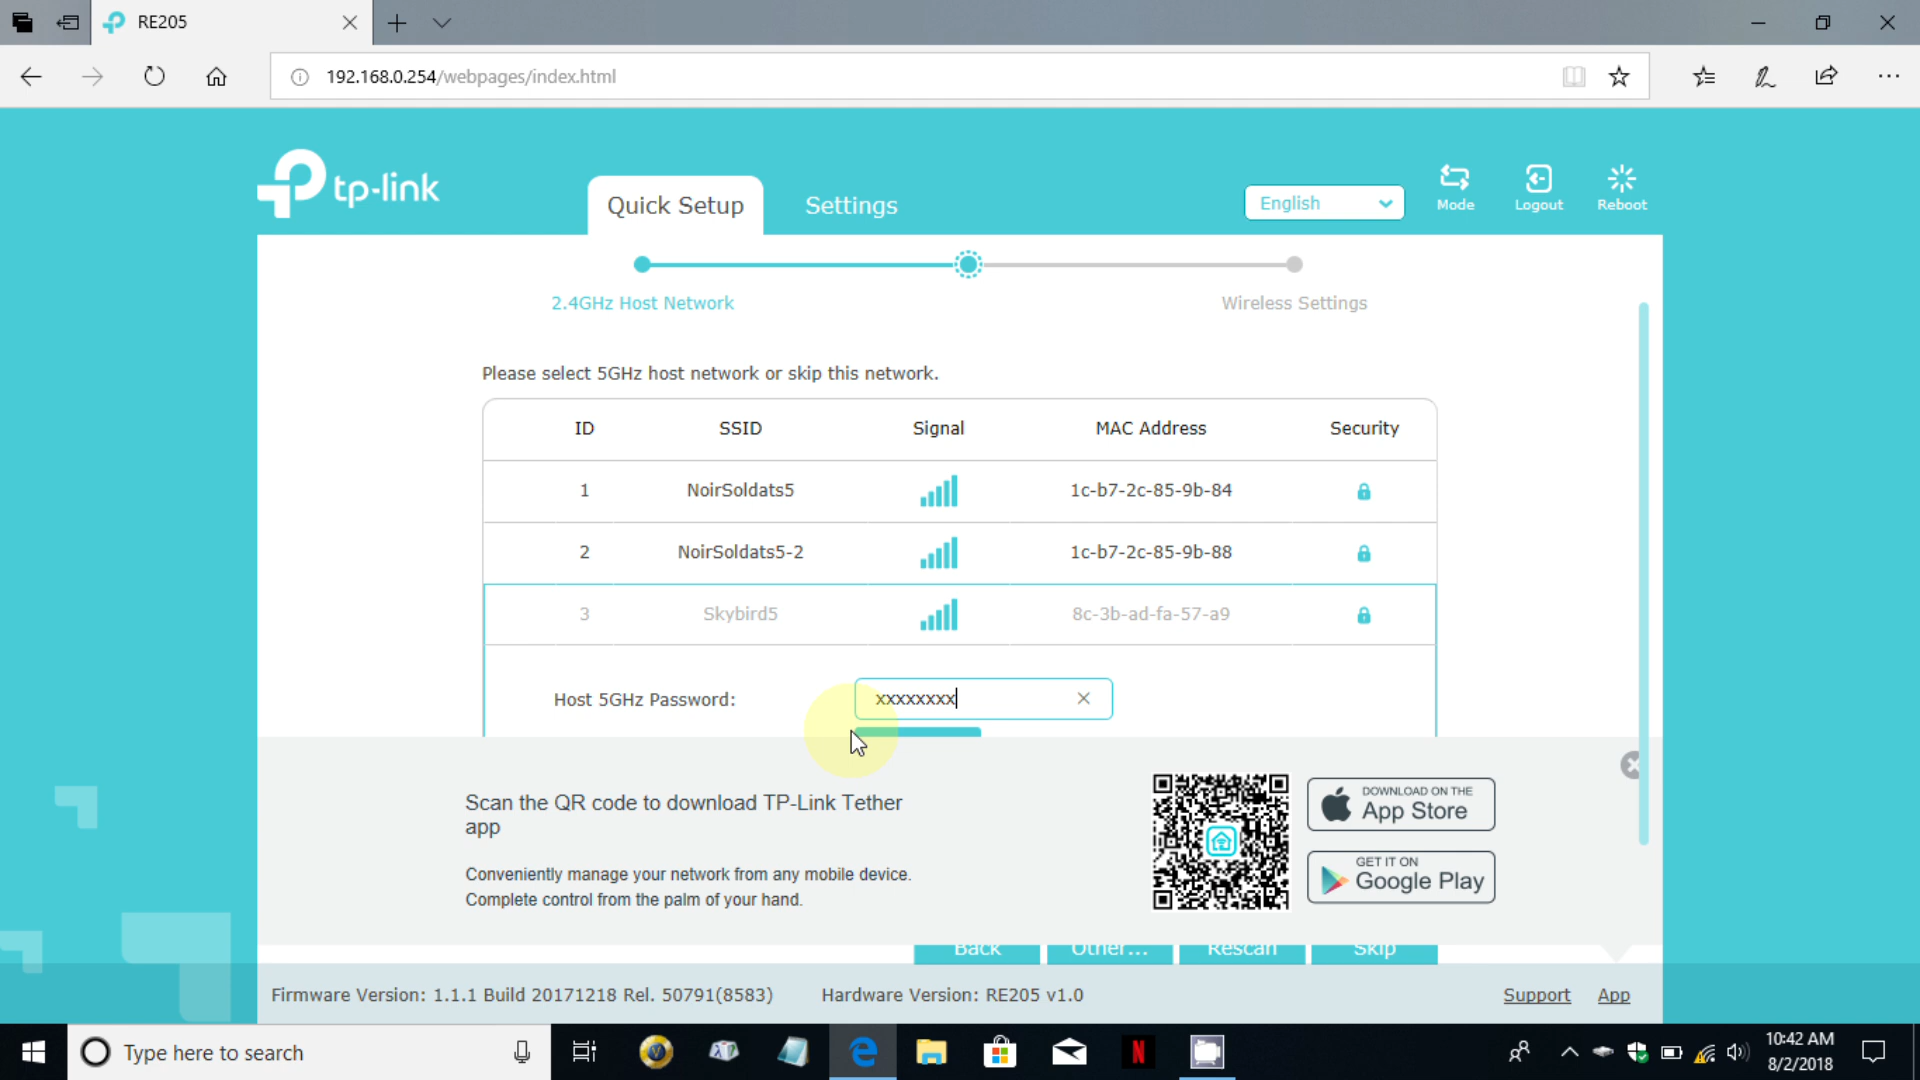 RE205
192.168.0.254/webpages/index.html
tp-link
Quick Setup
Settings
English
Mode
Logout
Reboot
2.4GHz Host Network
Wireless Settings
Please select 5GHz host network or skip this network.
ID SSID Signal MAC Address Security
1 NoirSoldats5 1c-b7-2c-85-9b-84
2 NoirSoldats5-2 1c-b7-2c-85-9b-88
3 Skybird5 8c-3b-ad-fa-57-a9
Host 5GHz Password: xxxxxxxx
Scan the QR code to download TP-Link Tether
app
Conveniently manage your network from any mobile device.
Complete control from the palm of your hand.
DOWNLOAD ON THE
App Store
GET IT ON
Google Play
Back Other... Rescan Skip
Firmware Version: 1.1.1 Build 20171218 Rel. 50791(8583) Hardware Version: RE205 v1.0 Support App
Type here to search
10:42 AM
8/2/2018